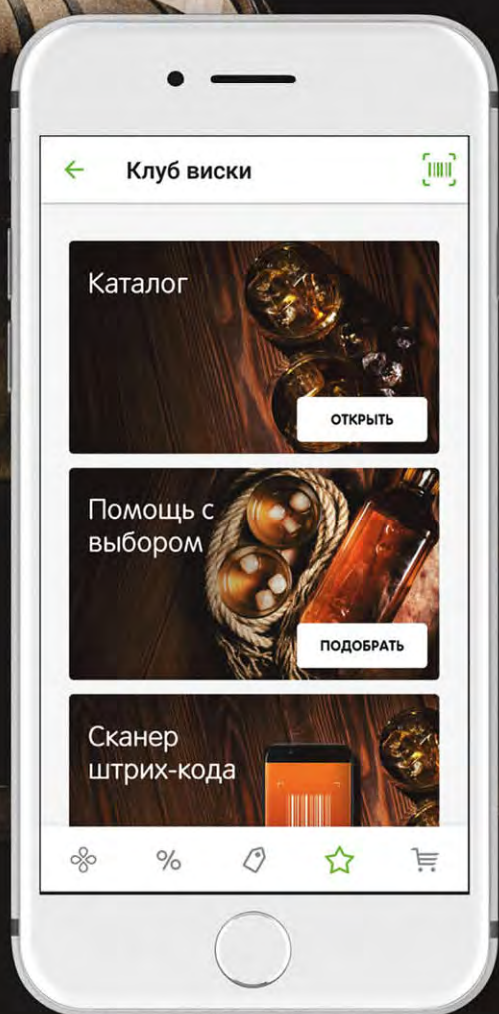 Клуб виски
Каталог
ОТКРЫТЬ
Помощь с
выбором
ПОДОБРАТЬ
Сканер
штрих-кода
%